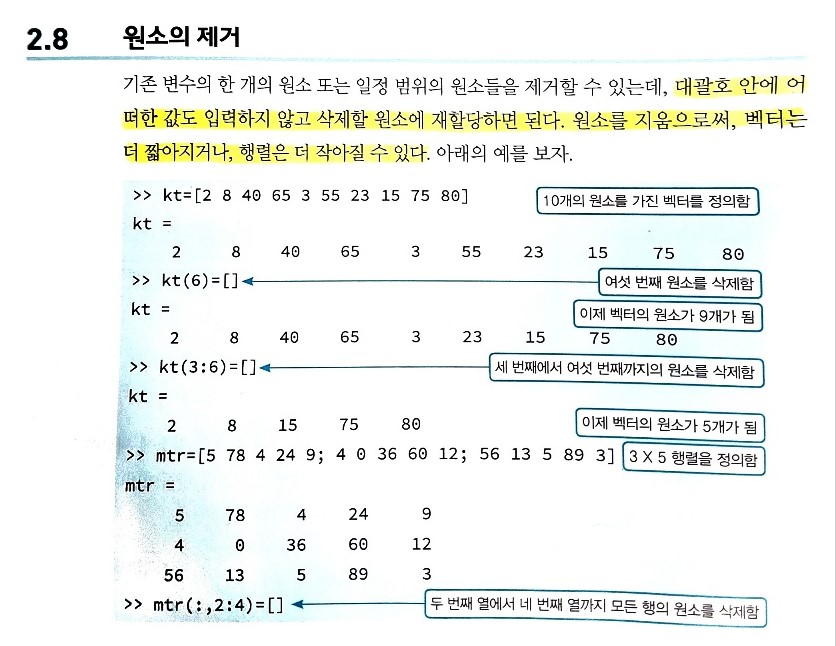 2.8 원소의 제거
기존 변수의 한 개의 원소 또는 일정 범위의 원소들을 제거할 수 있는데, 대괄호 안에 어
떠한 값도 입력하지 않고 삭제할 원소에 재할당하면 된다. 원소를 지움으로써, 벡터는
더 짧아지거나, 행렬은 더 작아질 수 있다. 아래의 예를 보자.
>> kt=[2 8 40 65 3 55 23 15 75 80] 10개의 원소를 가진 벡터를 정의함
kt =
2 8 40 65 3 55 23 15 75 80
>> kt(6)=[] 여섯 번째 원소를 삭제함
kt = 이제 벡터의 원소가 9개가 됨
2 8 40 65 3 23 15 75 80
>> kt(3:6)=[] 세 번째에서 여섯 번째까지의 원소를 삭제함
kt =
2 8 15 75 80 이제 벡터의 원소가 5개가 됨
>> mtr=[5 78 4 24 9; 4 0 36 60 12; 56 13 5 89 3] 3 X 5 행렬을 정의함
mtr =
5 78 4 24 9
4 0 36 60 12
56 13 5 89 3
>> mtr(:,2:4)=[] 두 번째 열에서 네 번째 열까지 모든 행의 원소를 삭제함